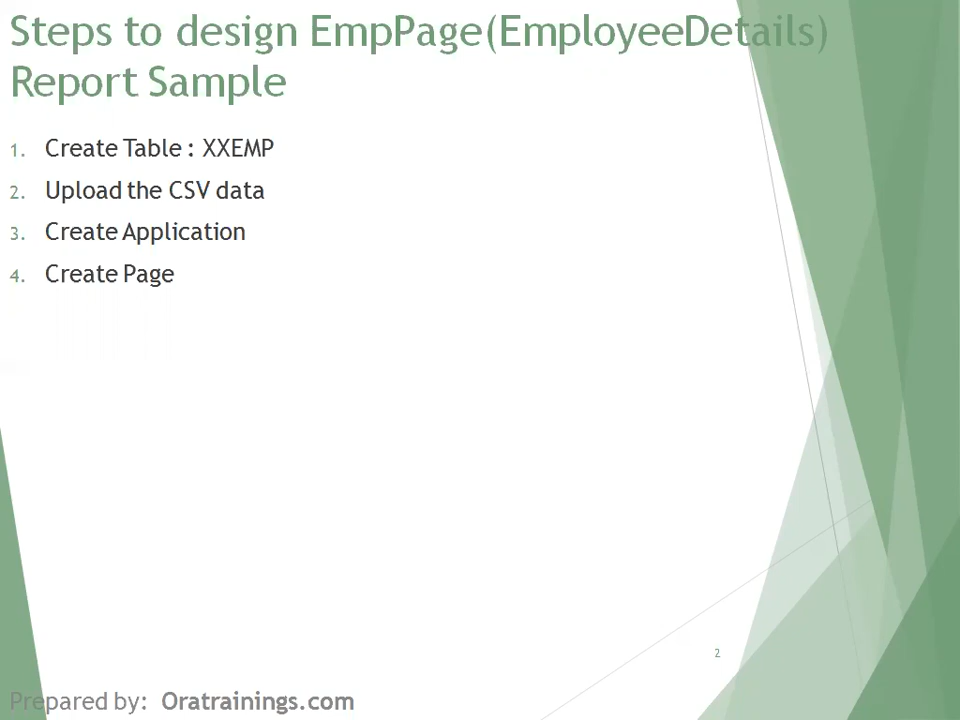 Steps to design EmpPage(EmployeeDetails)
Report Sample
1. Create Table : XXEMP
2. Upload the CSV data
3. Create Application
4. Create Page
2
Prepared by: Oratrainings.com